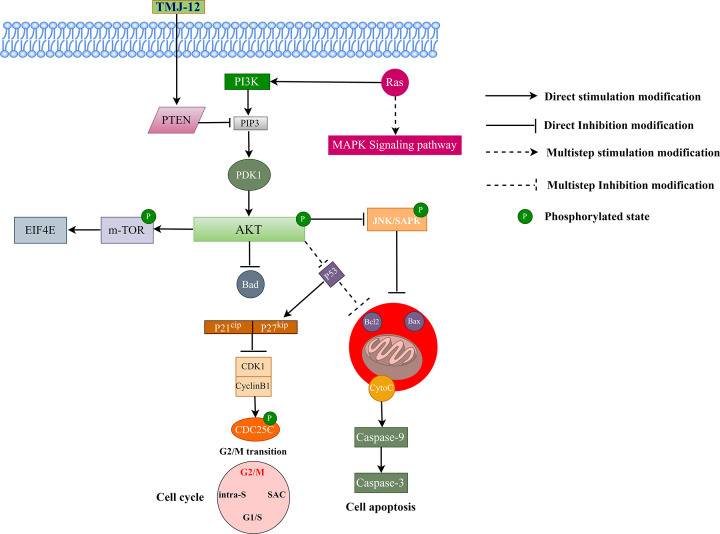 TMJ-12
PI3K
Ras
PTEN
PIP3
MAPK Signaling pathway
PDK1
Direct stimulation modification
Direct Inhibition modification
Multistep stimulation modification
Multistep Inhibition modification
P Phosphorylated state
EIF4E
m-TOR
P
AKT
P
JNK/SAPK
P
Bad
P53
P21cip
P27kip
Bcl2
Bax
CDK1
CyclinB1
CytoC
CDC25C
P
G2/M transition
Caspase-9
Caspase-3
Cell apoptosis
Cell cycle
G2/M
intra-S
SAC
G1/S